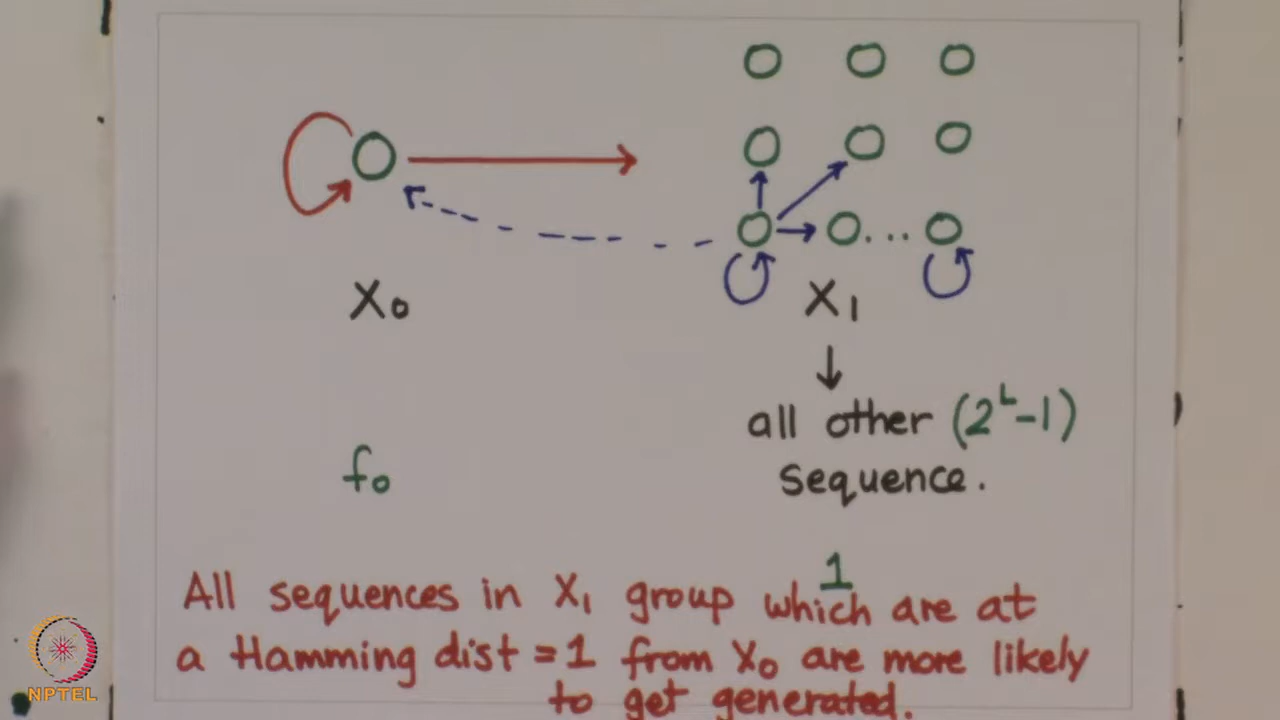 X₀
X₁
all other (2^L-1)
sequence.
f₀
1
All sequences in X₁ group which are at
a Hamming dist = 1 from X₀ are more likely
to get generated.
NPTEL